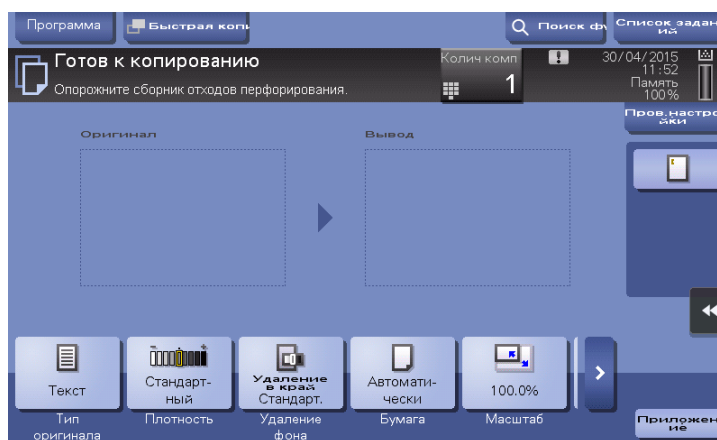 Программа
Быстрая копи
Поиск фу
Список задан
ий
Готов к копированию
Опорожните сборник отходов перфорирования.
Колич комп
1
30/04/2015
11:52
Память
100%
Пров.настро
йки
Оригинал
Вывод
Текст
Стандарт-
ный
Удаление
в край
Стандарт.
Автомати-
чески
100.0%
Тип
оригинала
Плотность
Удаление
фона
Бумага
Масштаб
Приложен
ие